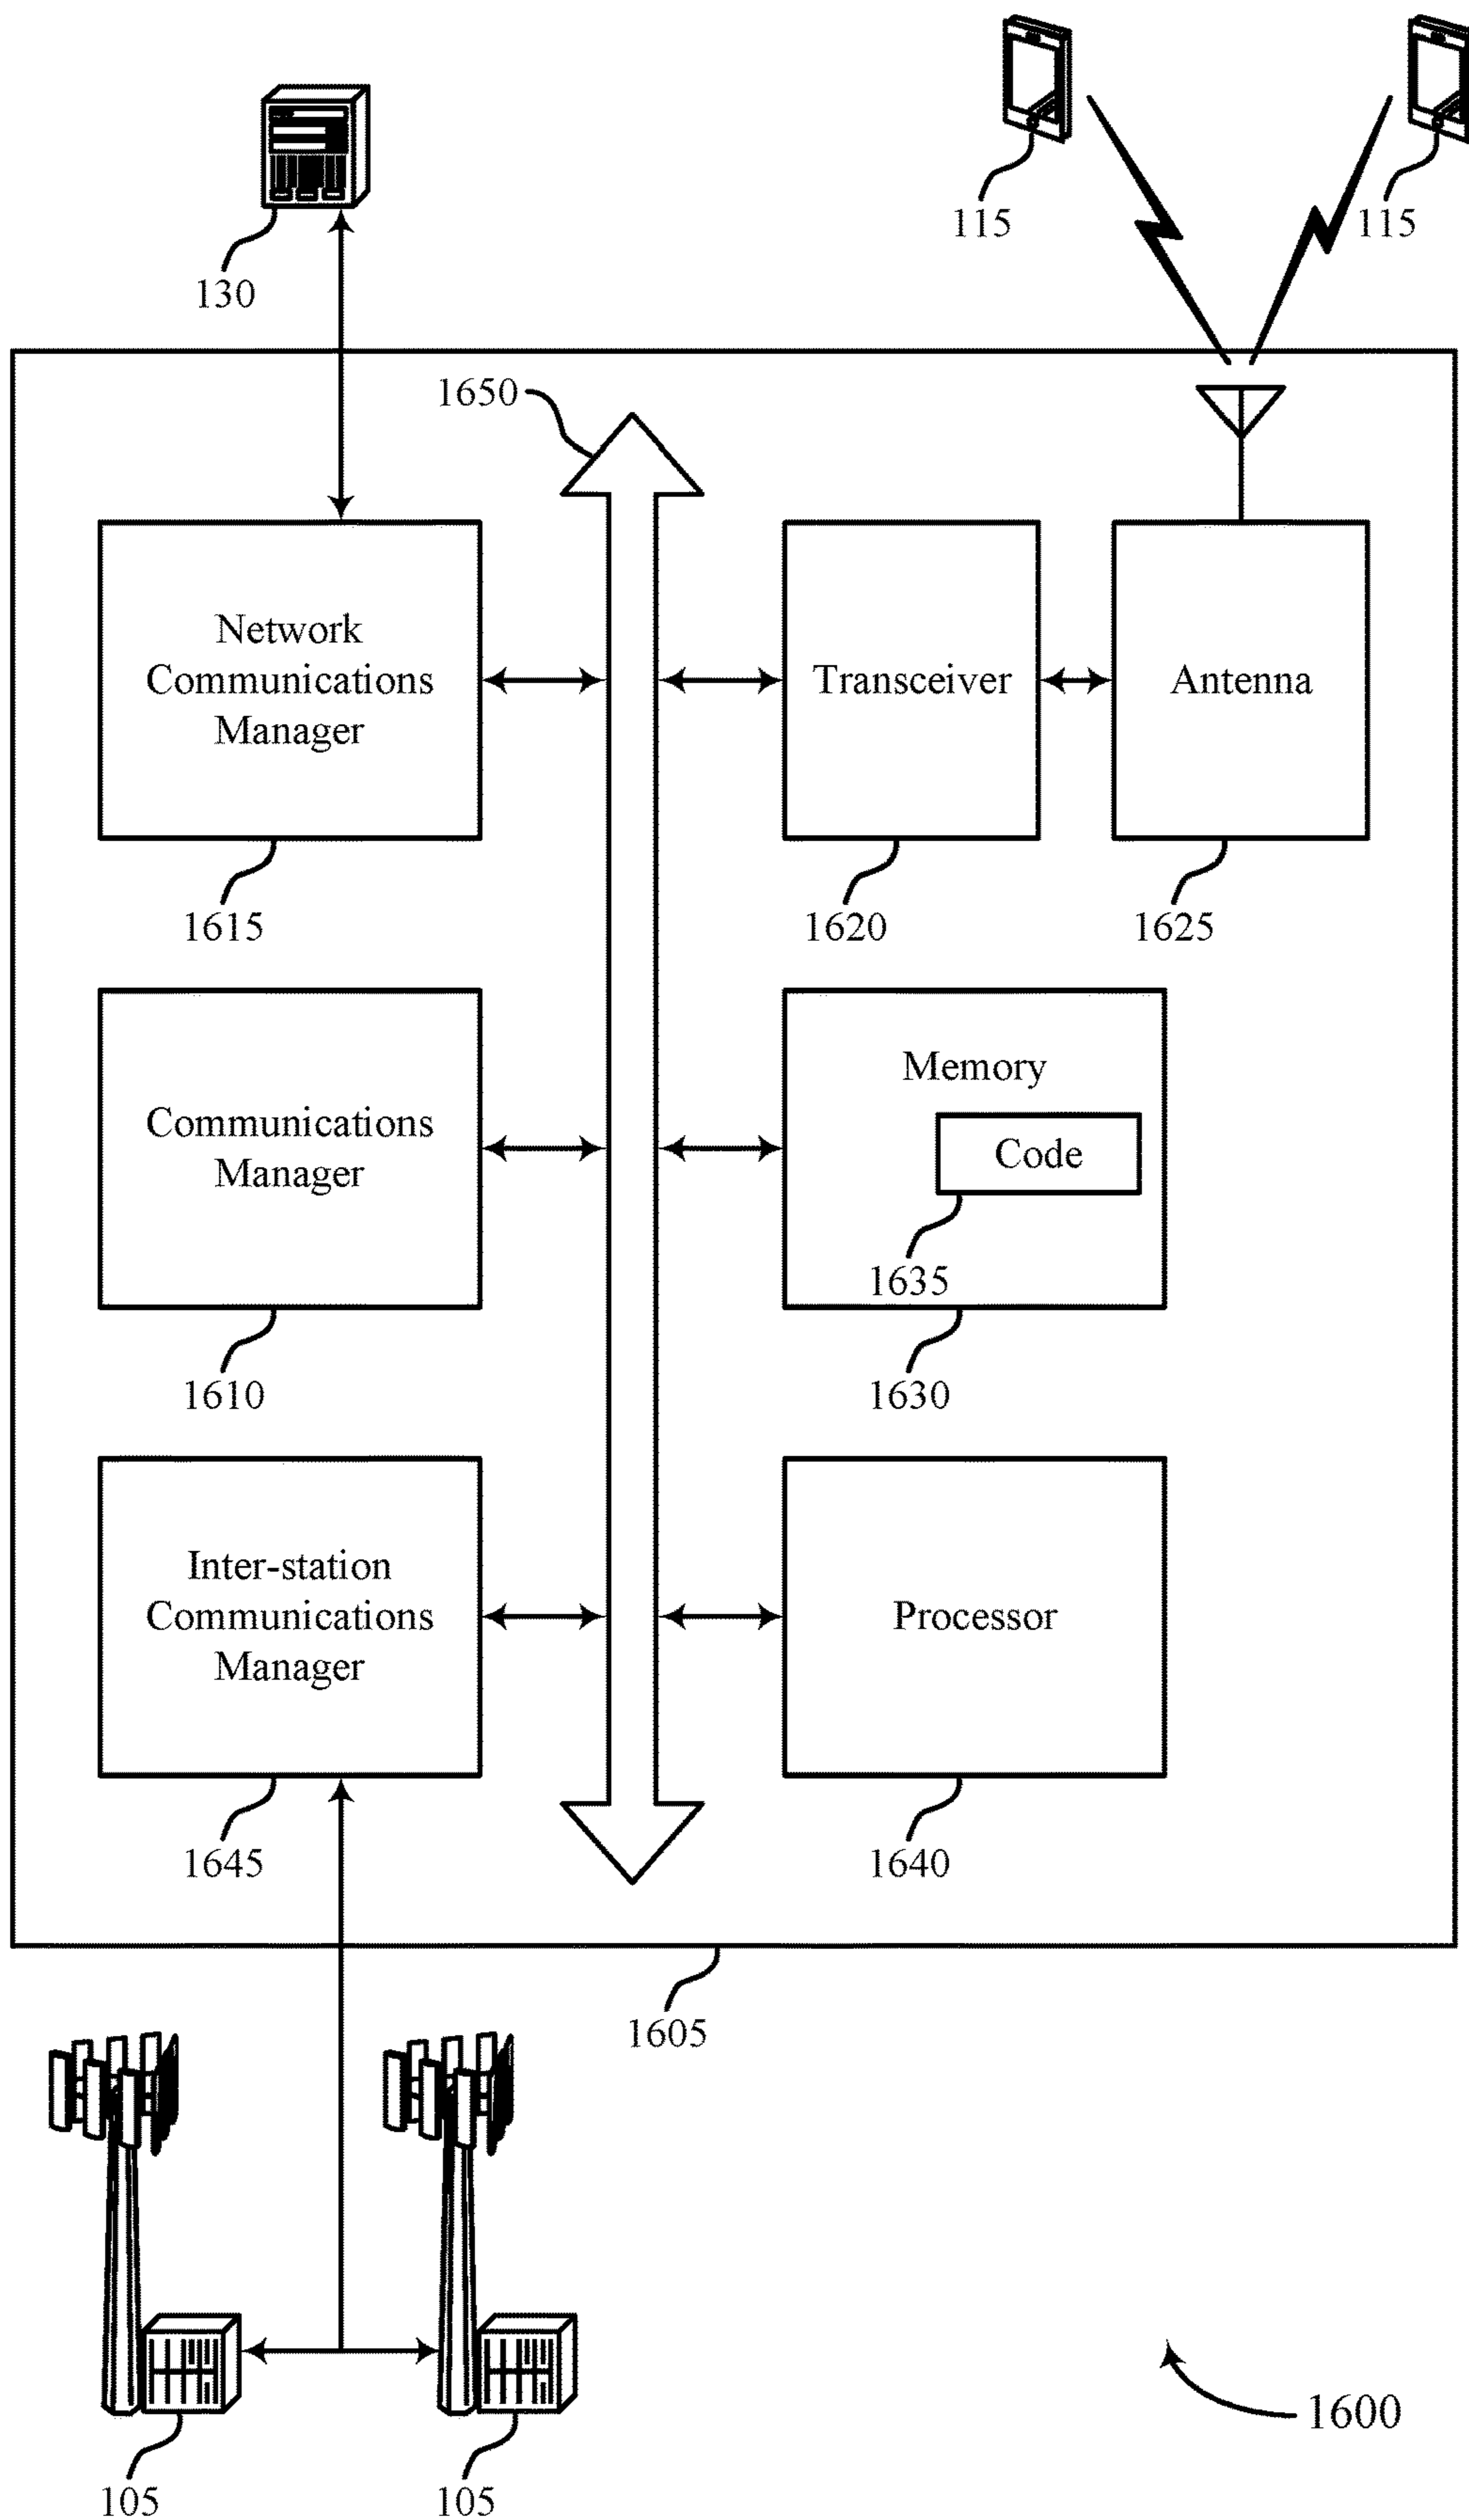 115
115
130
1650
Network
Communications
Manager
Transceiver
Antenna
1615
1620
1625
Communications
Manager
Memory
Code
1635
1610
1630
Inter-station
Communications
Manager
Processor
1645
1640
1605
105
105
1600